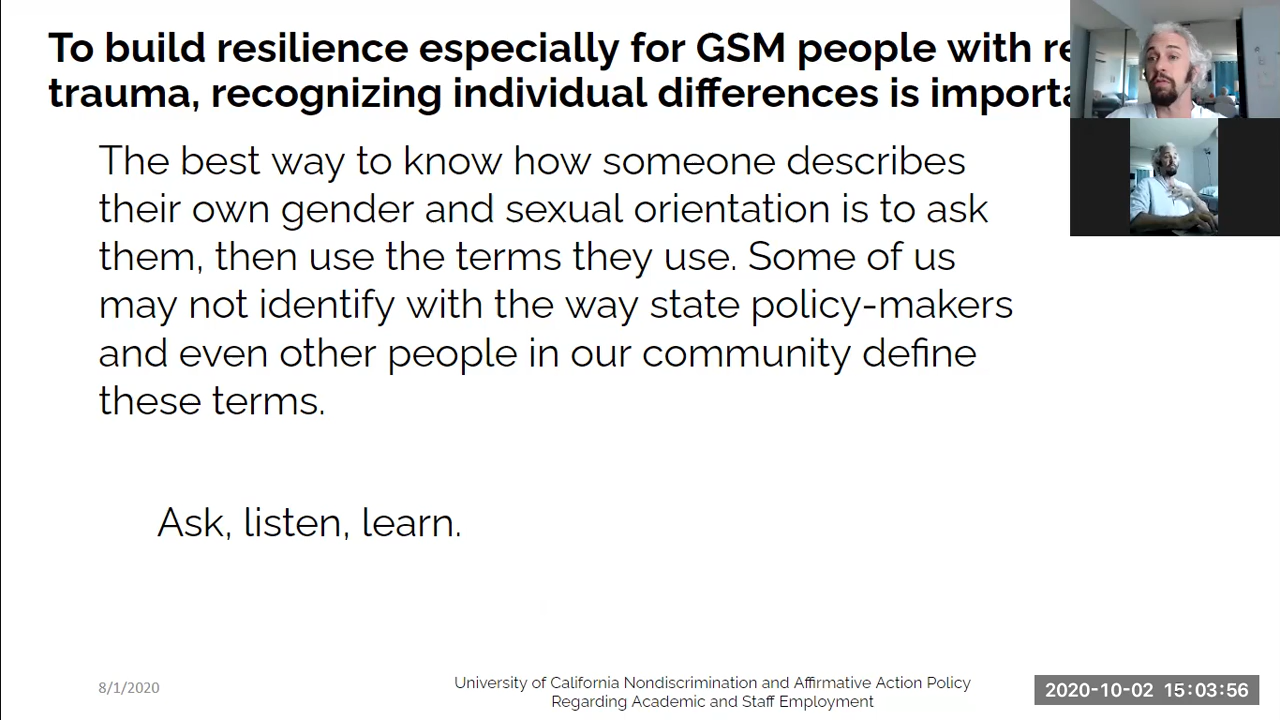 To build resilience especially for GSM people with
trauma, recognizing individual differences is
The best way to know how someone describes
their own gender and sexual orientation is to ask
them, then use the terms they use. Some of us
may not identify with the way state policy-makers
and even other people in our community define
these terms.
Ask, listen, learn.
8/1/2020
University of California Nondiscrimination and Affirmative Action Policy
Regarding Academic and Staff Employment
2020-10-02 15:03:56